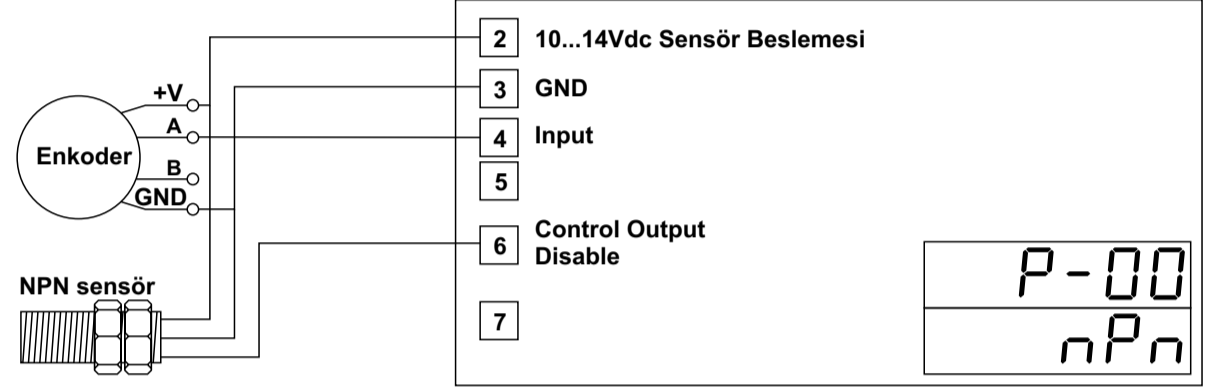 2 10...14Vdc Sensör Beslemesi
3 GND
+V
A
4 Input
Enkoder
B
5
GND
6 Control Output
Disable
NPN sensör
7
P-00
nPn